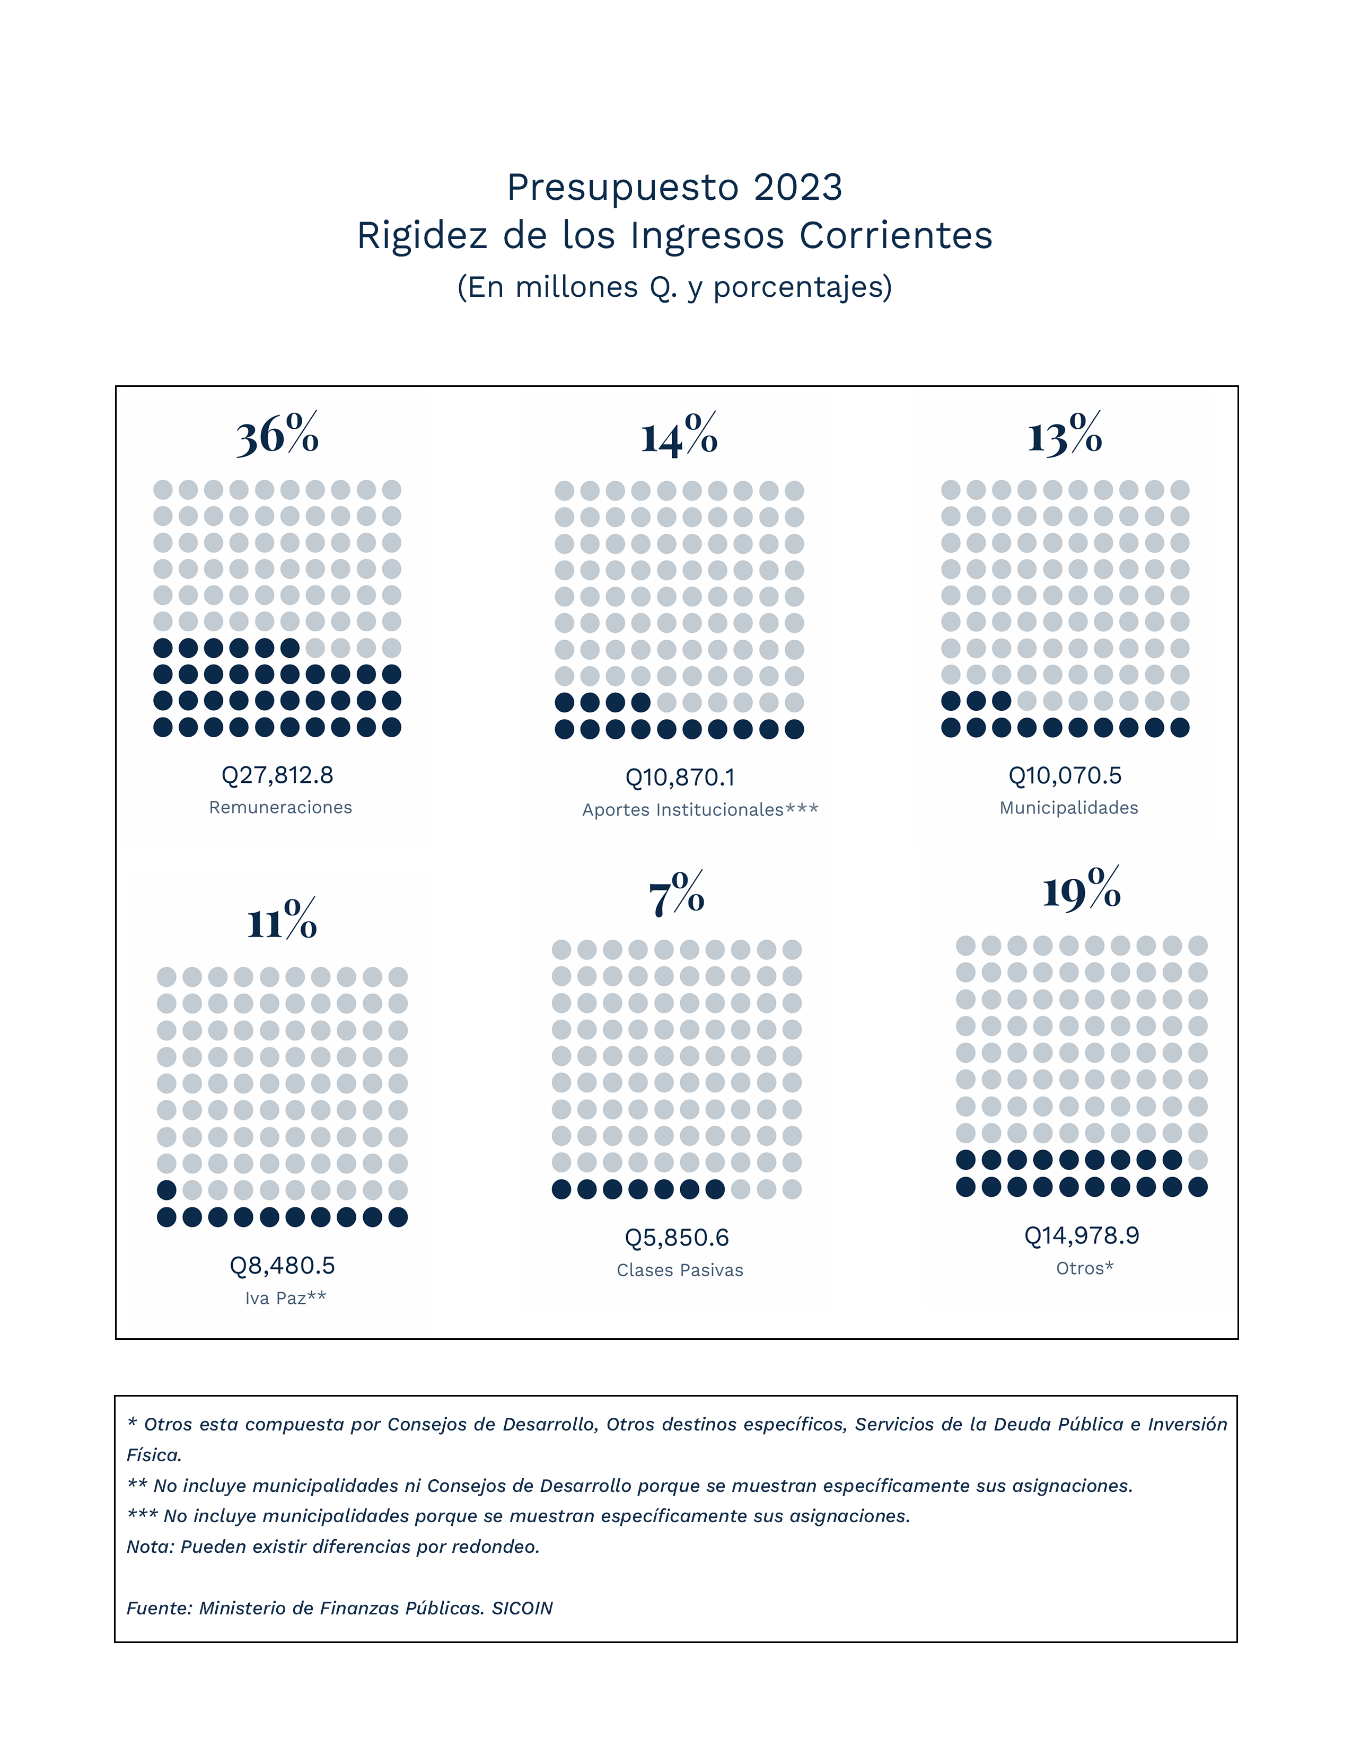 Presupuesto 2023
Rigidez de los Ingresos Corrientes
(En millones Q. y porcentajes)
36%
14%
13%
Q27,812.8
Remuneraciones
Q10,870.1
Aportes Institucionales***
Q10,070.5
Municipalidades
11%
7%
19%
Q8,480.5
Iva Paz**
Q5,850.6
Clases Pasivas
Q14,978.9
Otros*
* Otros esta compuesta por Consejos de Desarrollo, Otros destinos específicos, Servicios de la Deuda Pública e Inversión
Física.
** No incluye municipalidades ni Consejos de Desarrollo porque se muestran específicamente sus asignaciones.
*** No incluye municipalidades porque se muestran específicamente sus asignaciones.
Nota: Pueden existir diferencias por redondeo.
Fuente: Ministerio de Finanzas Públicas. SICOIN